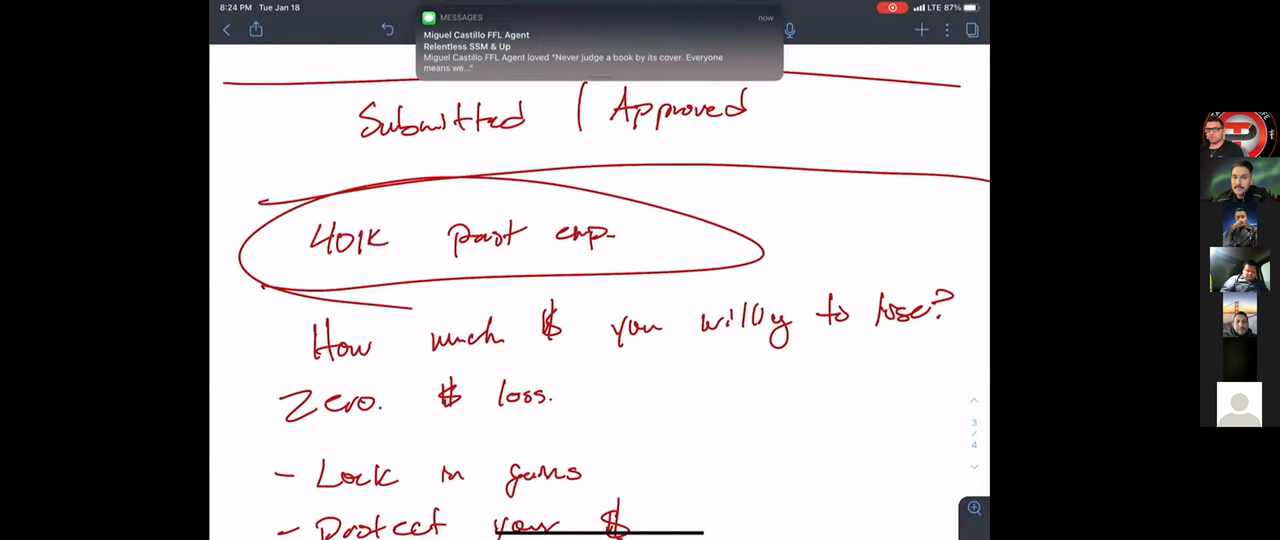 8:24 PM Tue Jan 18
LTE 87%
MESSAGES
now
Miguel Castillo FFL Agent
Relentless SSM & Up
Miguel Castillo FFL Agent loved "Never judge a book by its cover. Everyone
means we..."
Submitted | Approved
401K past emp.
How much $ you willing to lose?
Zero. $ loss.
- Lock in gains
- Protect your $
3
/
4